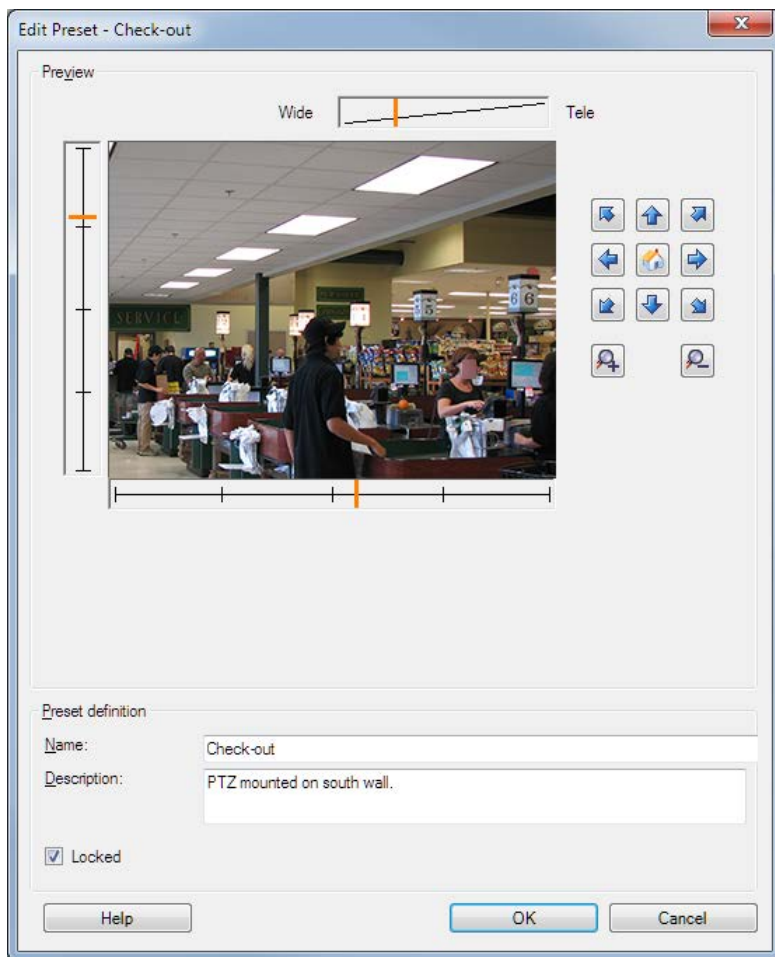 Edit Preset - Check-out
Preview
Wide
Tele
SERVICE
5 5
6 6
Preset definition
Name:
Check-out
Description:
PTZ mounted on south wall.
Locked
Help
OK
Cancel